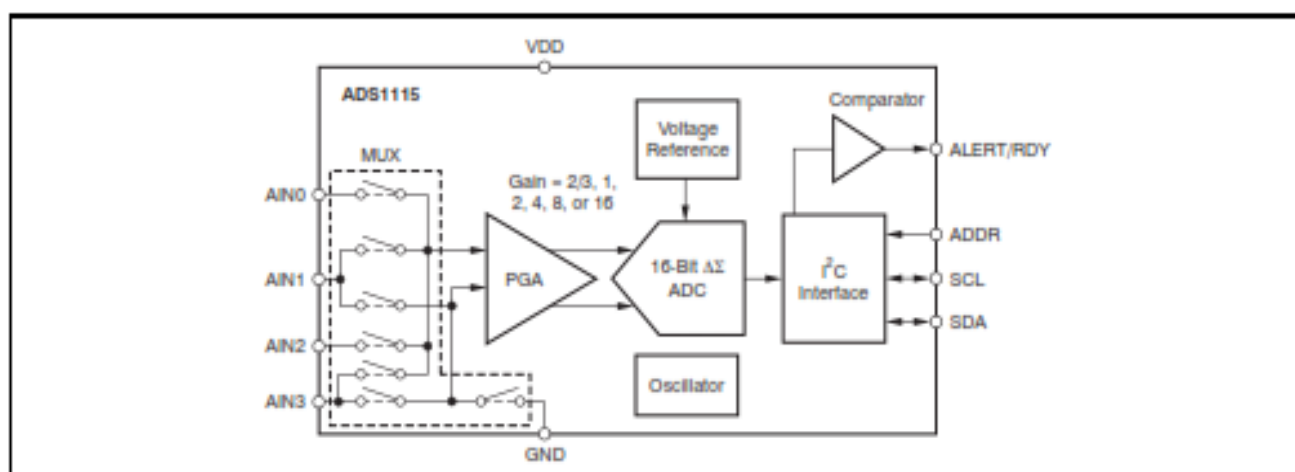 VDD
ADS1115
Comparator
Voltage
Reference
ALERT/RDY
MUX
Gain = 2/3, 1,
2, 4, 8, or 16
AIN0
ADDR
16-Bit ΔΣ
ADC
I²C
Interface
PGA
AIN1
SCL
SDA
AIN2
Oscillator
AIN3
GND